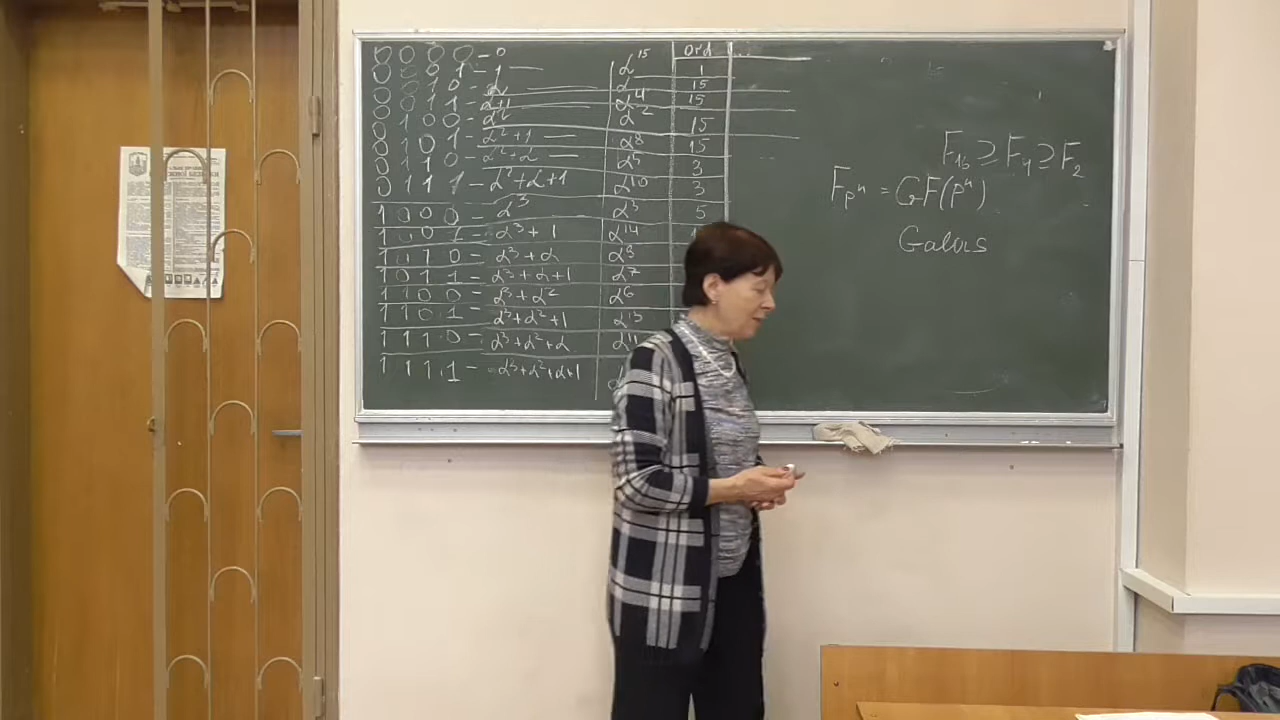 Ord
0 0 0 0 - 0
0 0 0 1 - 1 α¹⁵ 1
0 0 1 0 - α α 15
0 0 1 1 - α+1 α⁴ 15
0 1 0 0 - α² α² 15
0 1 0 1 - α²+1 α⁸ 15
0 1 1 0 - α²+α α⁵ 3
0 1 1 1 - α²+α+1 α¹⁰ 3
1 0 0 0 - α³ α³ 5
1 0 0 1 - α³+1 α¹⁴
1 0 1 0 - α³+α α⁹
1 0 1 1 - α³+α+1 α⁷
1 1 0 0 - α³+α² α⁶
1 1 0 1 - α³+α²+1 α¹³
1 1 1 0 - α³+α²+α α¹¹
1 1 1 1 - α³+α²+α+1
F₁₆ ≥ F₄ ≥ F₂
F_pⁿ = GF(pⁿ)
Galois